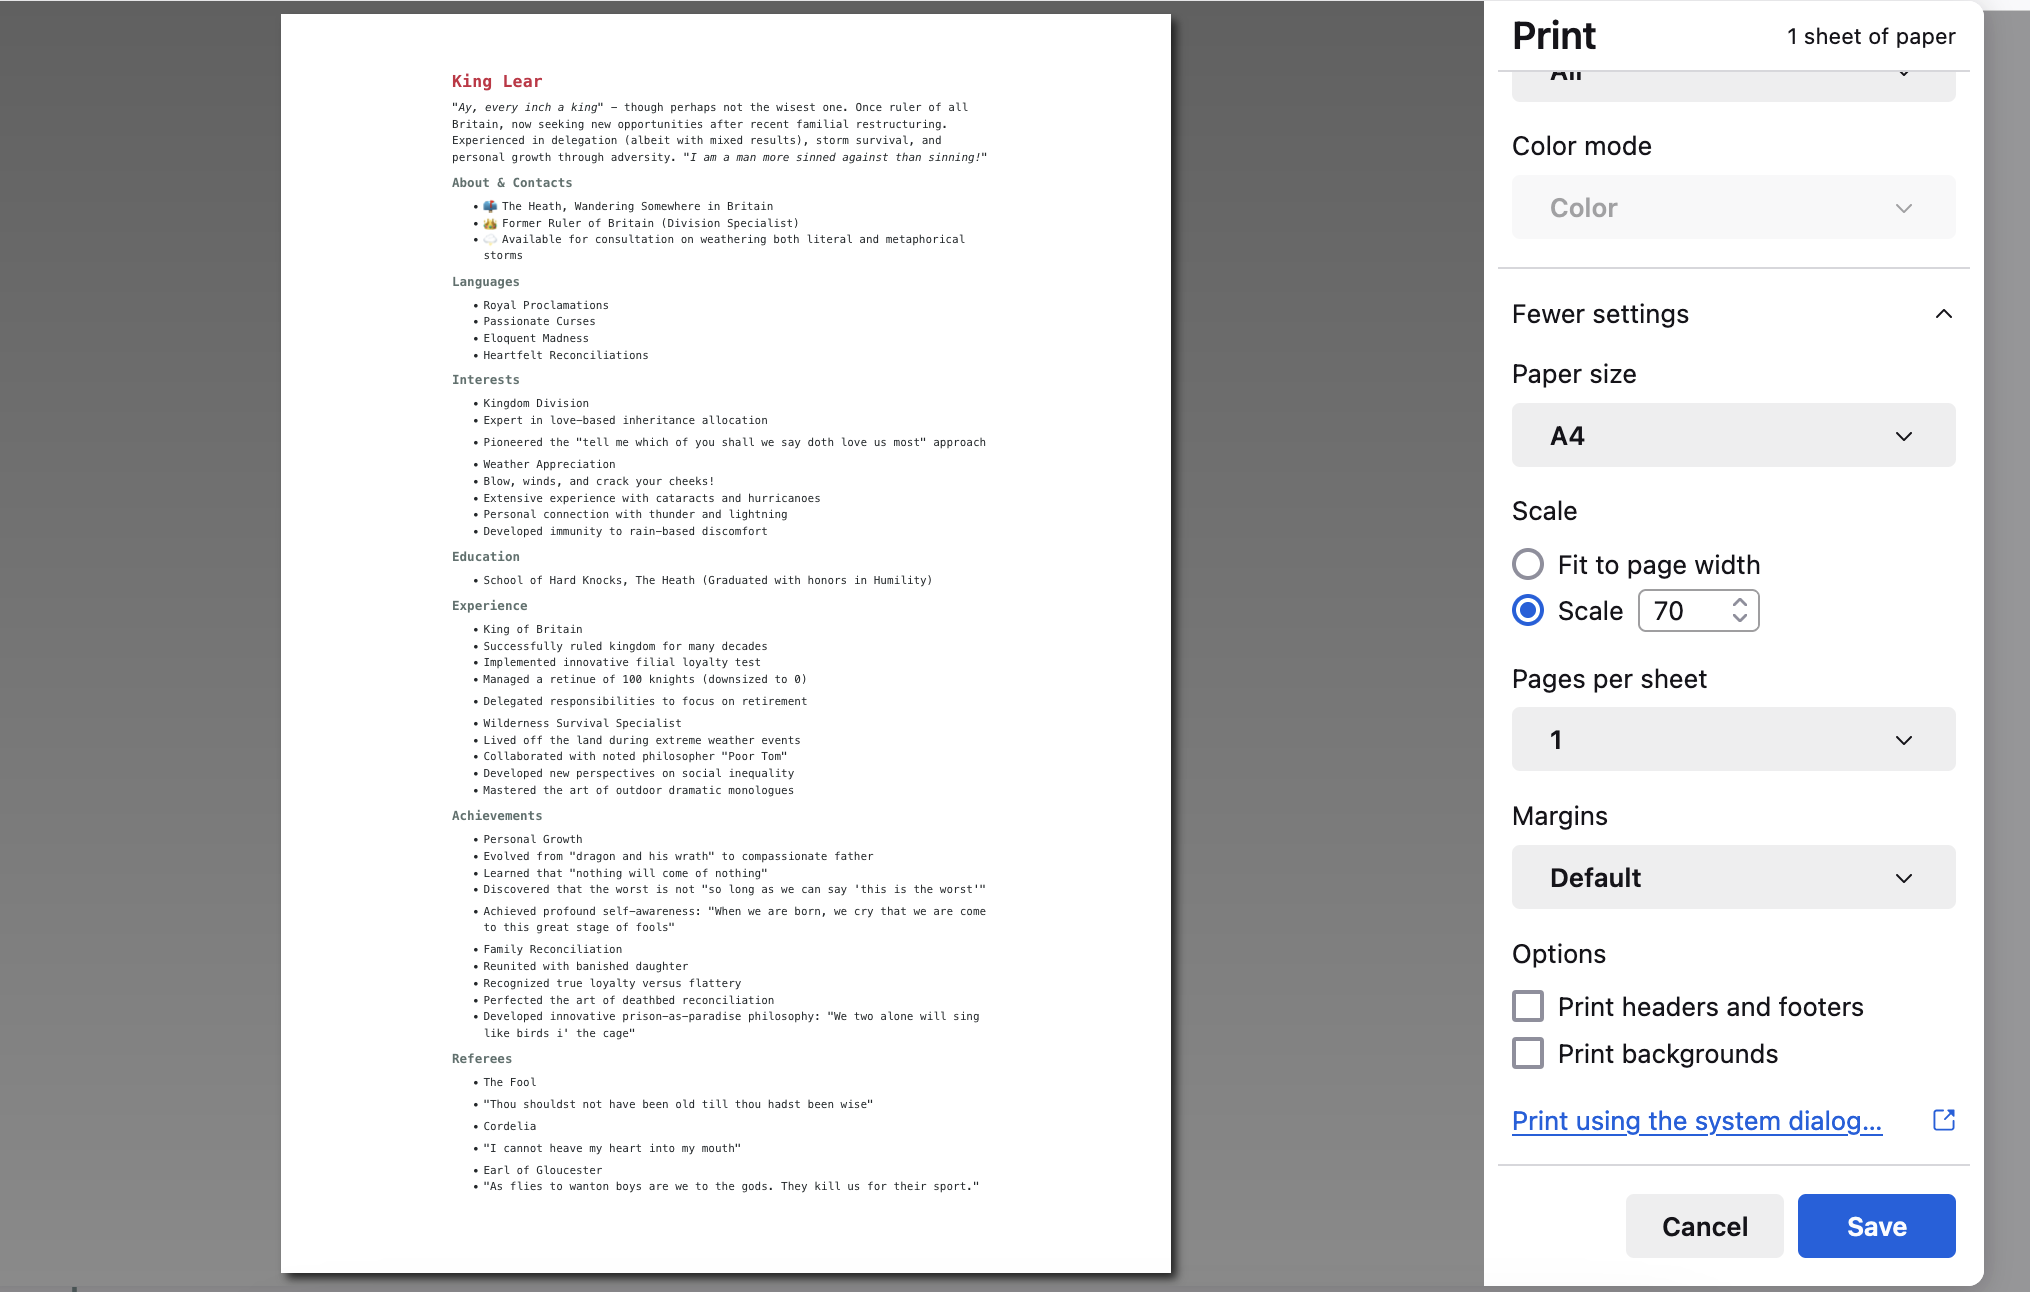 King Lear
"Ay, every inch a king" – though perhaps not the wisest one. Once ruler of all
Britain, now seeking new opportunities after recent familial restructuring.
Experienced in delegation (albeit with mixed results), storm survival, and
personal growth through adversity. "I am a man more sinned against than sinning!"
About & Contacts
• The Heath, Wandering Somewhere in Britain
• Former Ruler of Britain (Division Specialist)
• Available for consultation on weathering both literal and metaphorical
storms
Languages
• Royal Proclamations
• Passionate Curses
• Eloquent Madness
• Heartfelt Reconciliations
Interests
• Kingdom Division
• Expert in love-based inheritance allocation
• Pioneered the "tell me which of you shall we say doth love us most" approach
• Weather Appreciation
• Blow, winds, and crack your cheeks!
• Extensive experience with cataracts and hurricanoes
• Personal connection with thunder and lightning
• Developed immunity to rain-based discomfort
Education
• School of Hard Knocks, The Heath (Graduated with honors in Humility)
Experience
• King of Britain
• Successfully ruled kingdom for many decades
• Implemented innovative filial loyalty test
• Managed a retinue of 100 knights (downsized to 0)
• Delegated responsibilities to focus on retirement
• Wilderness Survival Specialist
• Lived off the land during extreme weather events
• Collaborated with noted philosopher "Poor Tom"
• Developed new perspectives on social inequality
• Mastered the art of outdoor dramatic monologues
Achievements
• Personal Growth
• Evolved from "dragon and his wrath" to compassionate father
• Learned that "nothing will come of nothing"
• Discovered that the worst is not "so long as we can say 'this is the worst'"
• Achieved profound self-awareness: "When we are born, we cry that we are come
to this great stage of fools"
• Family Reconciliation
• Reunited with banished daughter
• Recognized true loyalty versus flattery
• Perfected the art of deathbed reconciliation
• Developed innovative prison-as-paradise philosophy: "We two alone will sing
like birds i' the cage"
Referees
• The Fool
• "Thou shouldst not have been old till thou hadst been wise"
• Cordelia
• "I cannot heave my heart into my mouth"
• Earl of Gloucester
• "As flies to wanton boys are we to the gods. They kill us for their sport."
Print
1 sheet of paper
All
Color mode
Color
Fewer settings
Paper size
A4
Scale
Fit to page width
Scale 70
Pages per sheet
1
Margins
Default
Options
Print headers and footers
Print backgrounds
Print using the system dialog...
Cancel
Save